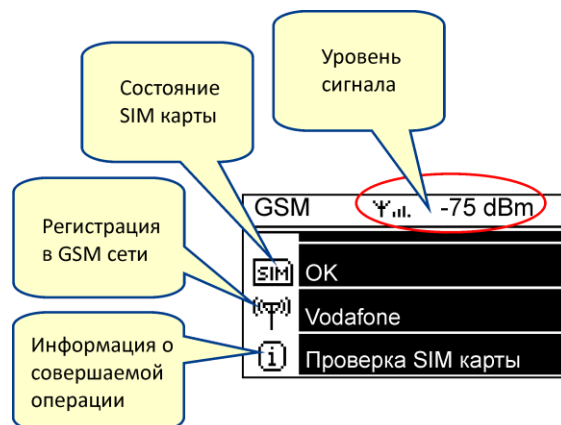 Уровень
сигнала
Состояние
SIM карты
Регистрация
в GSM сети
Информация о
совершаемой
операции
GSM -75 dBm
SIM OK
Vodafone
i Проверка SIM карты